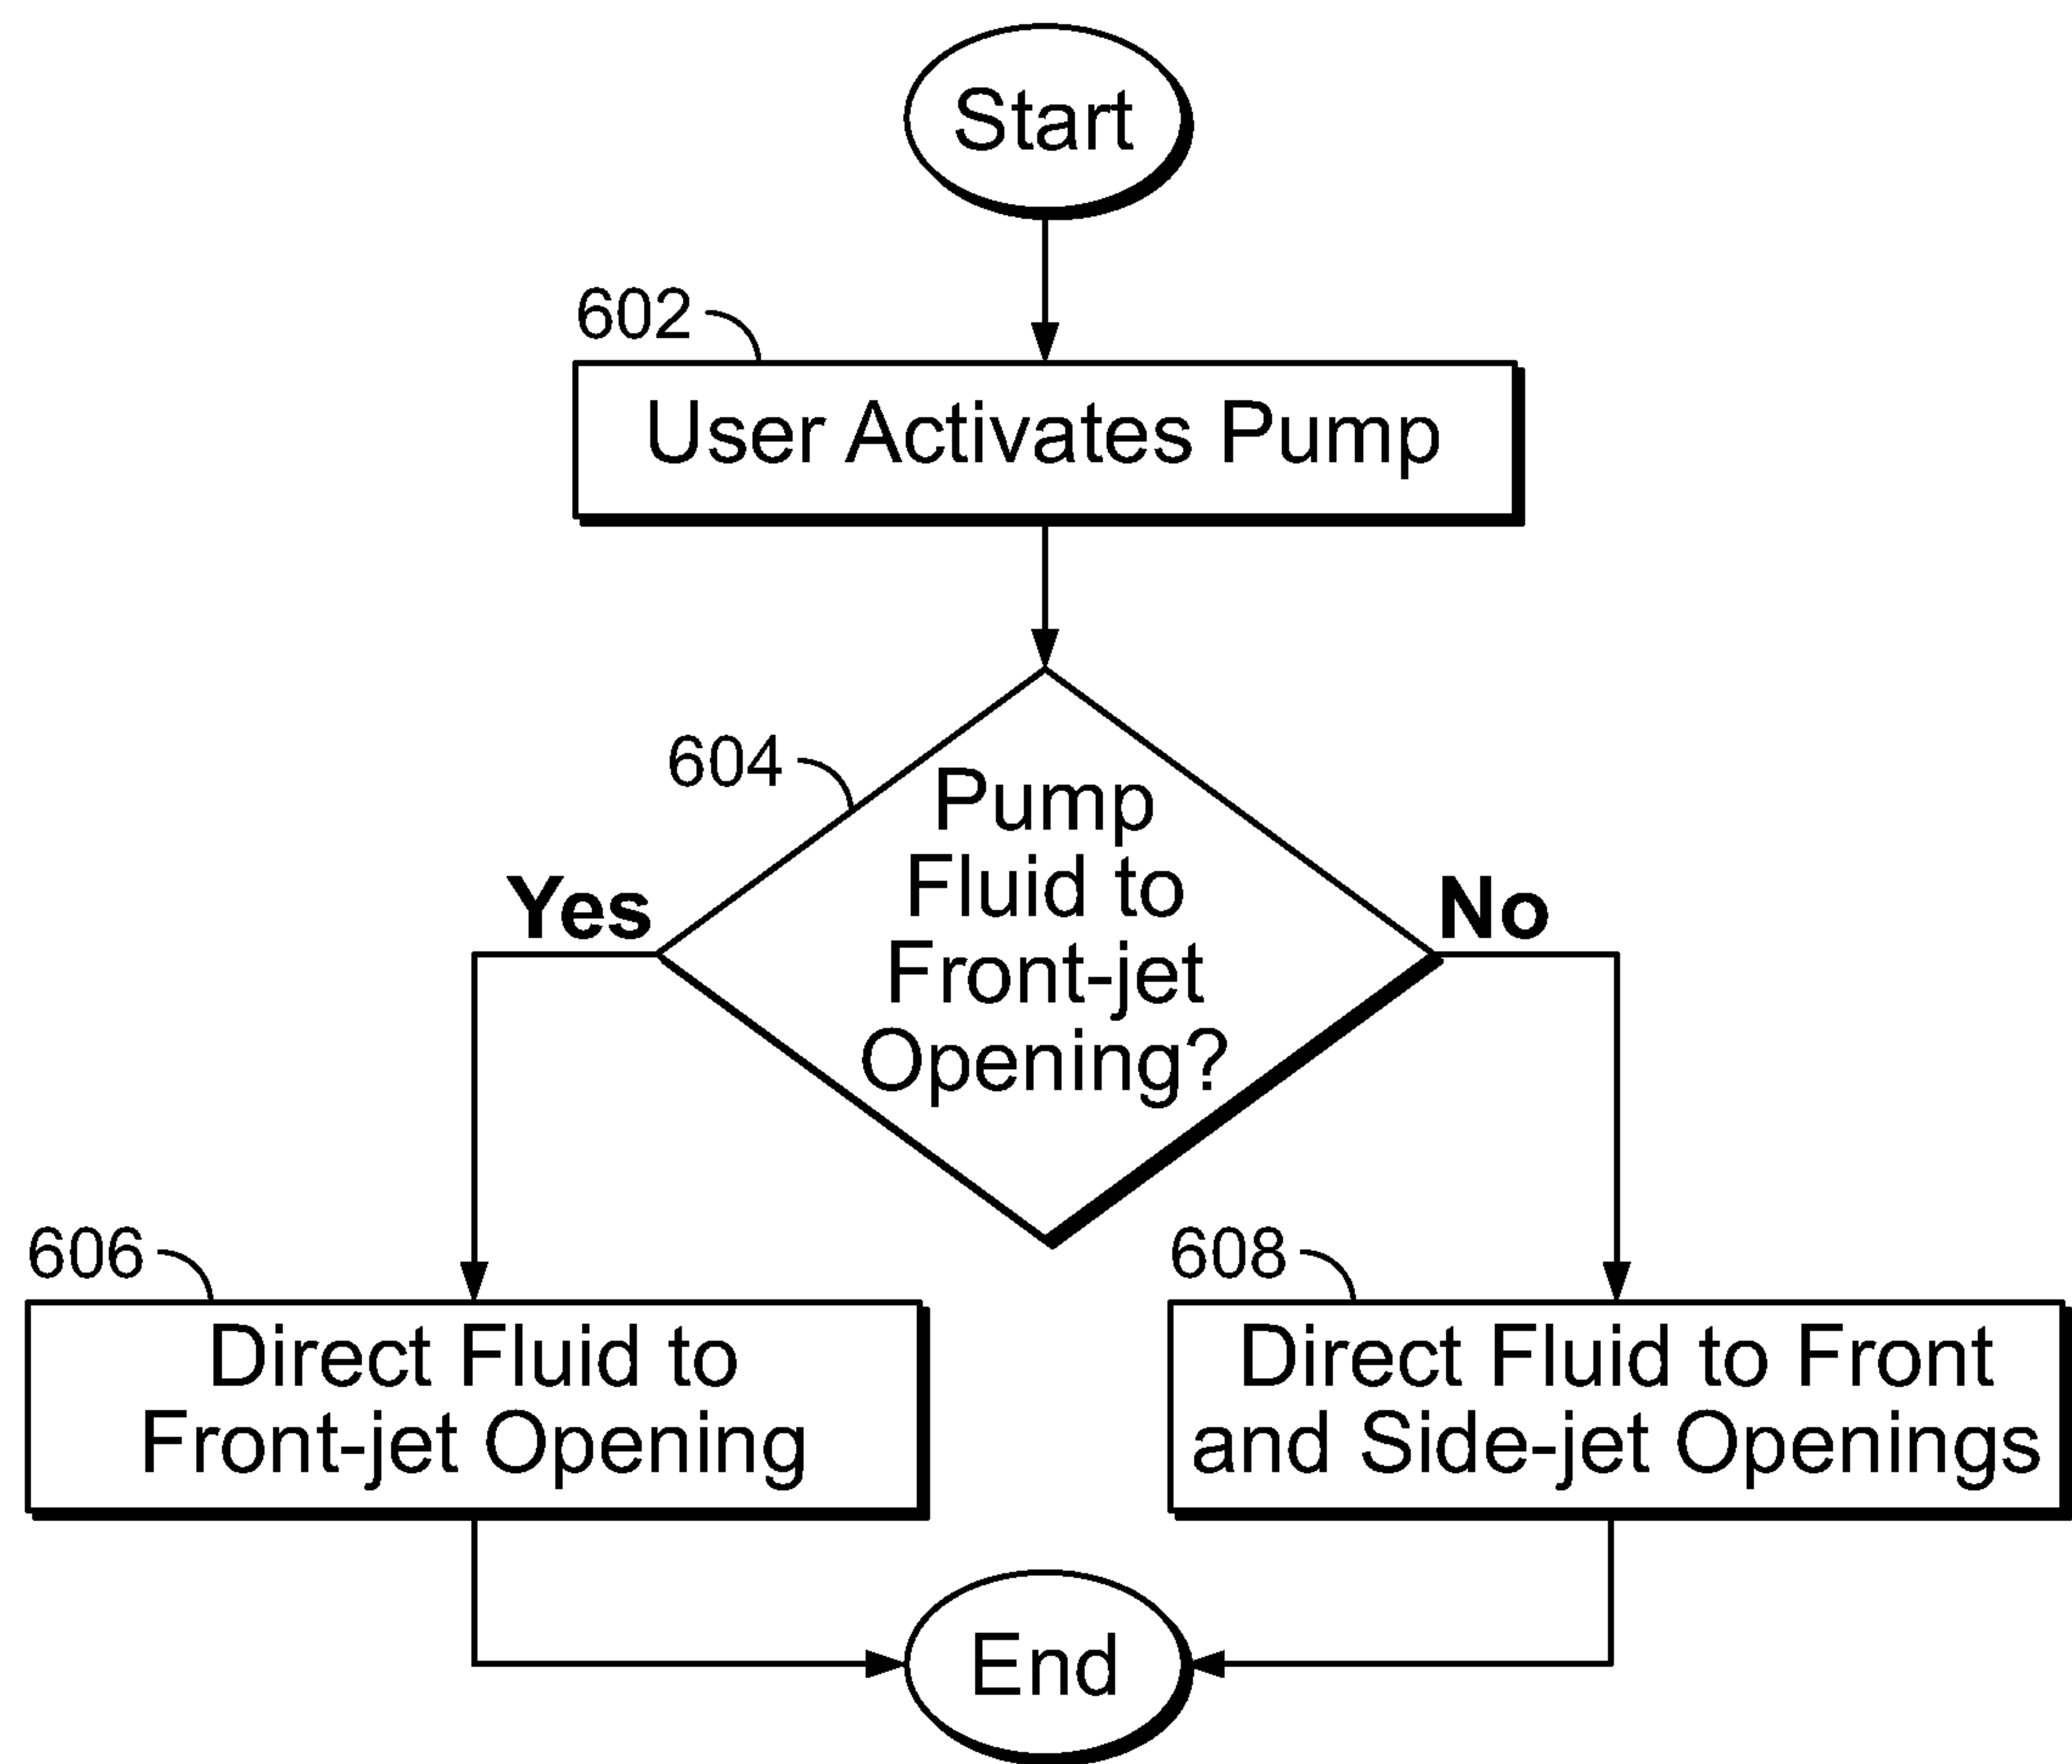 Start
602
User Activates Pump
604
Pump
Fluid to
Front-jet
Opening?
Yes
No
606
Direct Fluid to
Front-jet Opening
608
Direct Fluid to Front
and Side-jet Openings
End